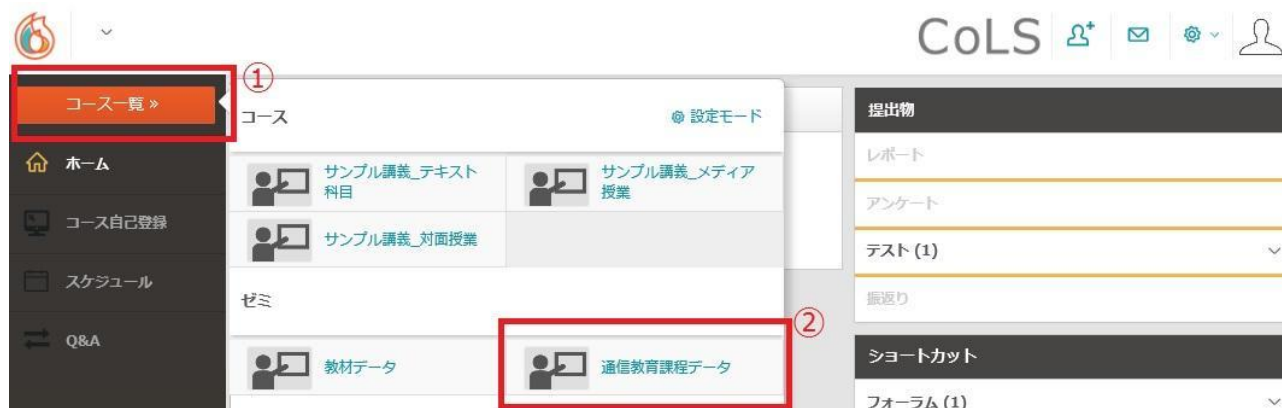 CoLS
①
コース一覧 »
コース
設定モード
提出物
ホーム
サンプル講義_テキスト
科目
サンプル講義_メディア
授業
レポート
アンケート
コース自己登録
サンプル講義_対面授業
テスト (1)
スケジュール
ゼミ
振返り
②
Q&A
教材データ
通信教育課程データ
ショートカット
フォーラム (1)